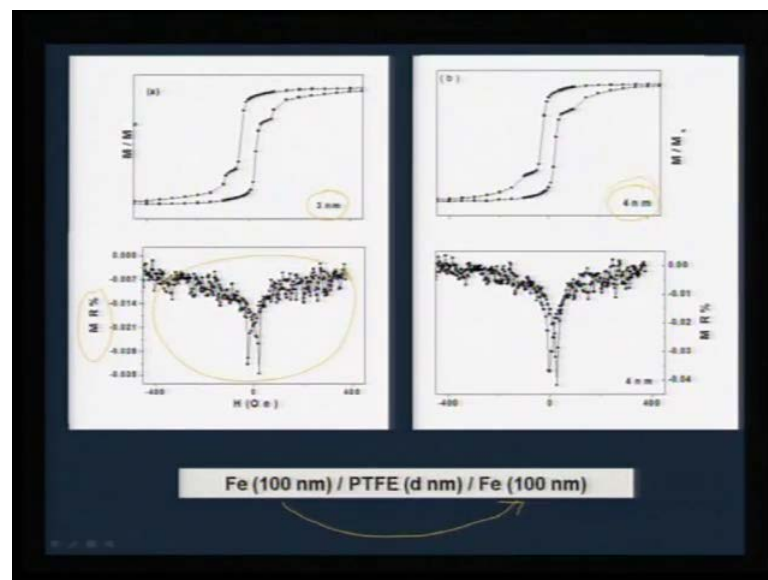 (a)
M / M
3 nm
0.000
-0.007
-0.014
-0.021
-0.028
-0.035
M R %
-400
0
400
H (O e )
( b )
M / M s
4 n m
0.00
-0.01
-0.02
-0.03
-0.04
M R %
4 n m
-400
0
400
Fe (100 nm) / PTFE (d nm) / Fe (100 nm)